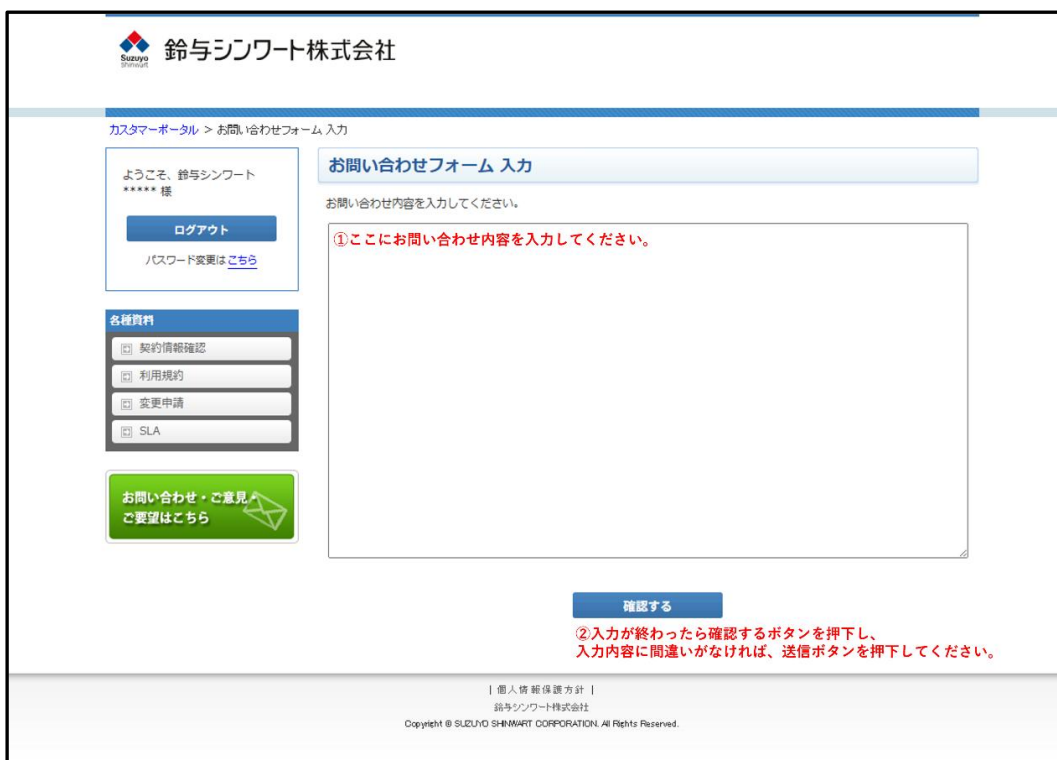 Suzuyo
Shinwart
鈴与シンワート株式会社
カスタマーポータル > お問い合わせフォーム 入力
ようこそ、鈴与シンワート
***** 様
ログアウト
パスワード変更はこちら
各種資料
契約情報確認
利用規約
変更申請
SLA
お問い合わせ・ご意見・
ご要望はこちら
お問い合わせフォーム 入力
お問い合わせ内容を入力してください。
①ここにお問い合わせ内容を入力してください。
確認する
②入力が終わったら確認するボタンを押下し、
入力内容に間違いがなければ、送信ボタンを押下してください。
| 個人情報保護方針 |
鈴与シンワート株式会社
Copyright © SUZUYO SHINWART CORPORATION. All Rights Reserved.